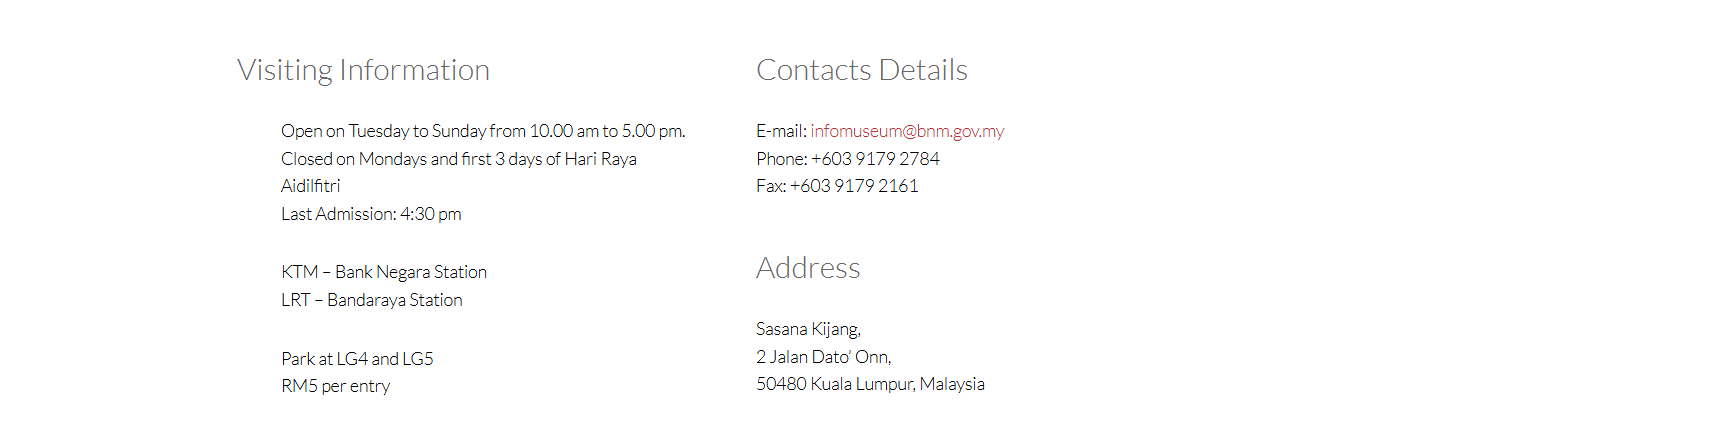 Visiting Information
Open on Tuesday to Sunday from 10.00 am to 5.00 pm.
Closed on Mondays and first 3 days of Hari Raya
Aidilfitri
Last Admission: 4:30 pm
KTM – Bank Negara Station
LRT – Bandaraya Station
Park at LG4 and LG5
RM5 per entry
Contacts Details
E-mail: infomuseum@bnm.gov.my
Phone: +603 9179 2784
Fax: +603 9179 2161
Address
Sasana Kijang,
2 Jalan Dato’ Onn,
50480 Kuala Lumpur, Malaysia